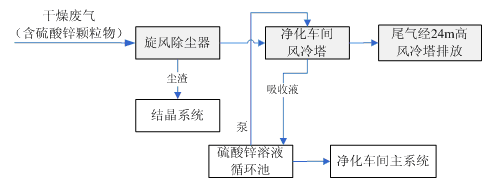 干燥废气
（含硫酸锌颗粒物）
旋风除尘器
净化车间
风冷塔
尾气经24m高
风冷塔排放
尘渣
吸收液
结晶系统
泵
硫酸锌溶液
循环池
净化车间主系统